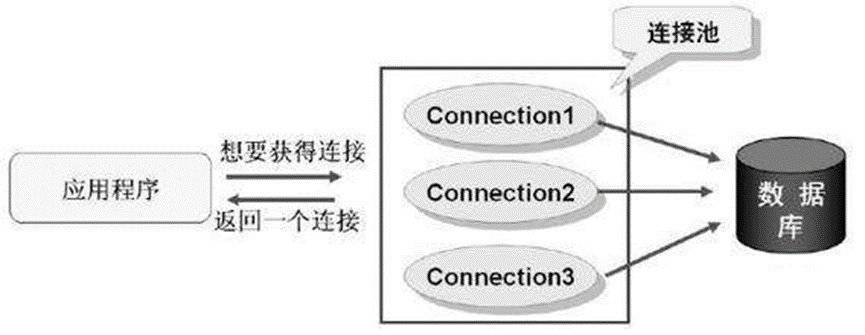 连接池
Connection1
想要获得连接
应用程序
Connection2
返回一个连接
数 据
库
Connection3